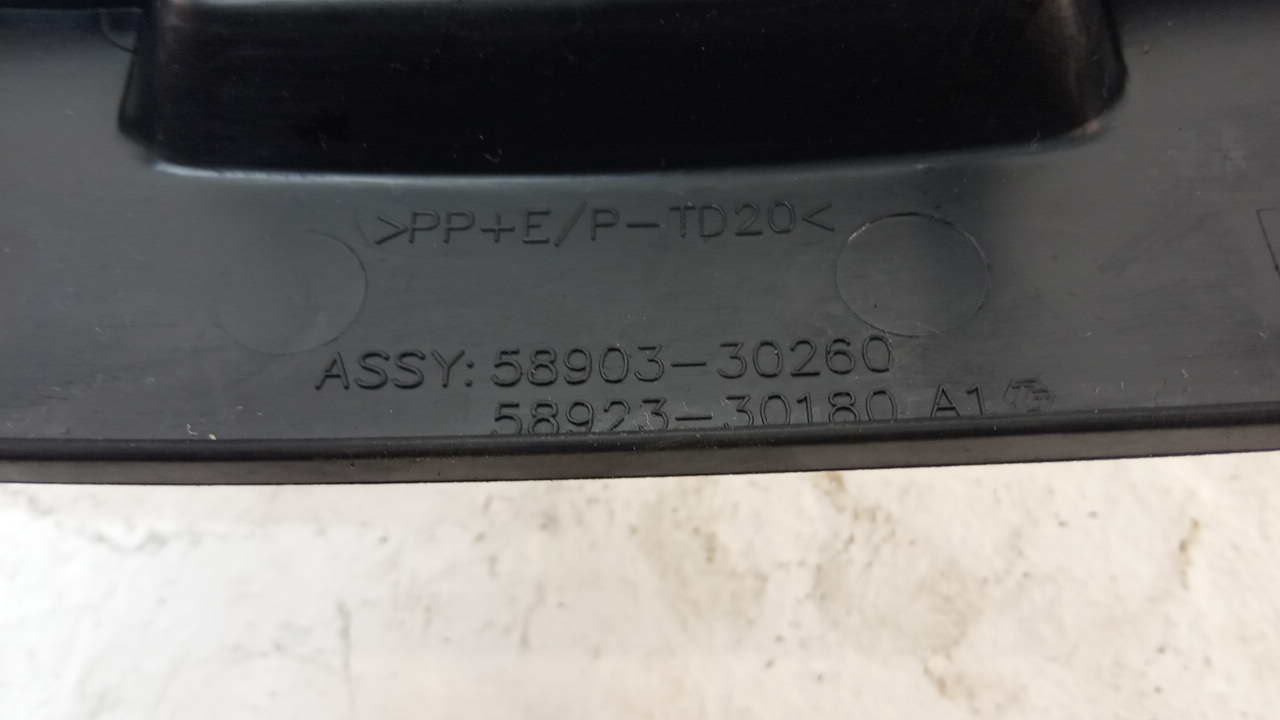 >PP+E/P-TD20<
ASSY: 58903-30260
58923-30180 A1